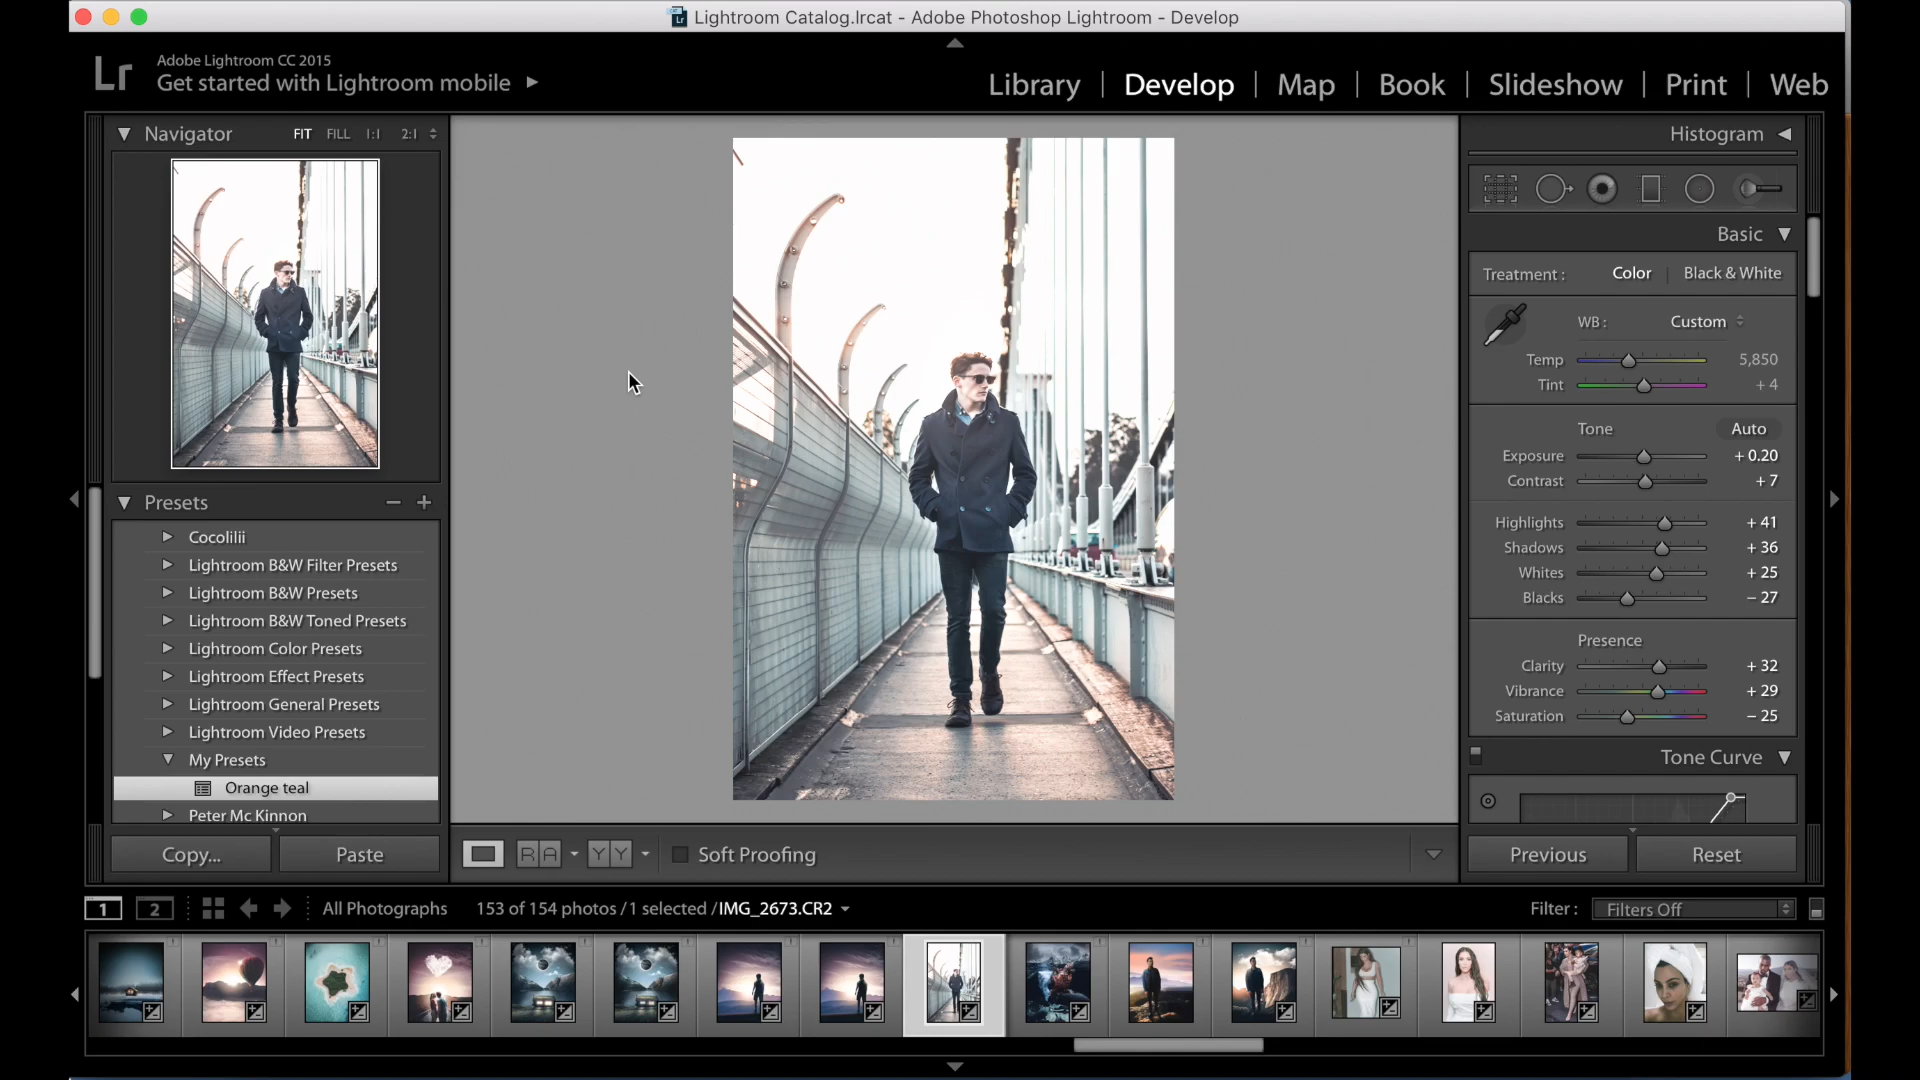 Lightroom Catalog.lrcat - Adobe Photoshop Lightroom - Develop
Lr
Adobe Lightroom CC 2015
Get started with Lightroom mobile
Library | Develop | Map | Book | Slideshow | Print | Web
Navigator FIT FILL 1:1 2:1
Histogram
Basic
Treatment : Color Black & White
WB : Custom
Temp 5,850
Tint + 4
Tone Auto
Exposure + 0.20
Contrast + 7
Highlights + 41
Shadows + 36
Whites + 25
Blacks - 27
Presence
Clarity + 32
Vibrance + 29
Saturation - 25
Tone Curve
Presets
Cocolilii
Lightroom B&W Filter Presets
Lightroom B&W Presets
Lightroom B&W Toned Presets
Lightroom Color Presets
Lightroom Effect Presets
Lightroom General Presets
Lightroom Video Presets
My Presets
Orange teal
Peter Mc Kinnon
Copy... Paste
R A Y Y Soft Proofing
Previous Reset
1 2 All Photographs 153 of 154 photos / 1 selected / IMG_2673.CR2
Filter : Filters Off